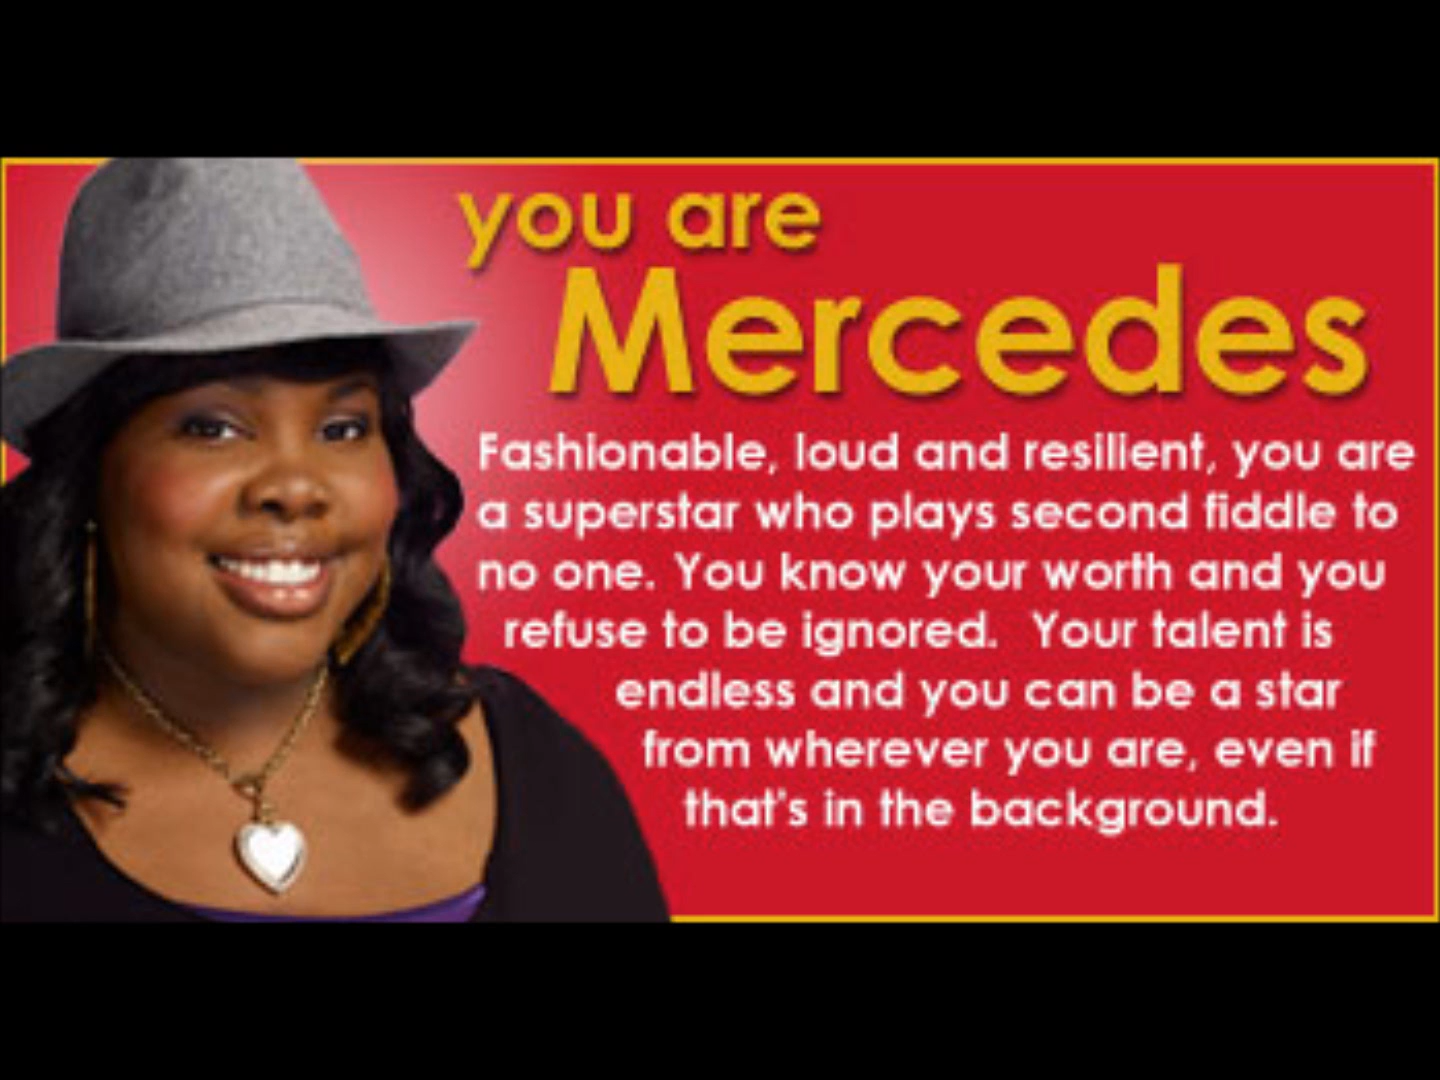 you are
Mercedes
Fashionable, loud and resilient, you are
a superstar who plays second fiddle to
no one. You know your worth and you
refuse to be ignored. Your talent is
endless and you can be a star
from wherever you are, even if
that's in the background.